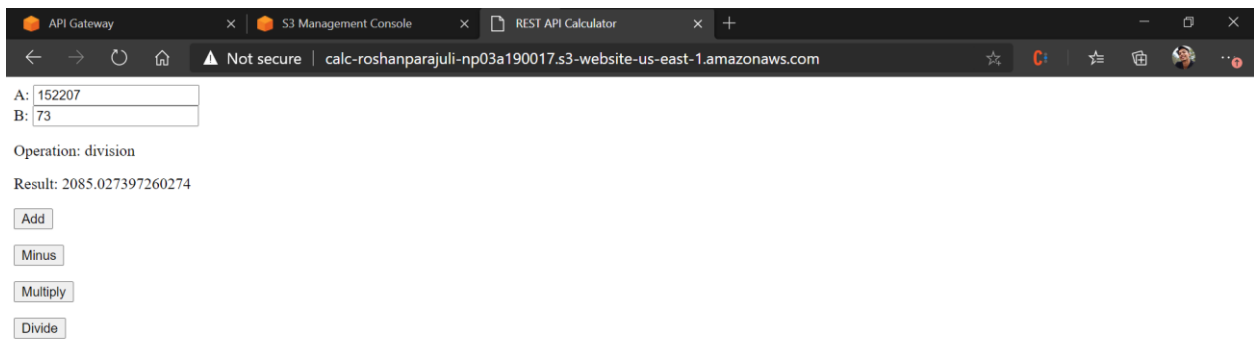 API Gateway
S3 Management Console
REST API Calculator
Not secure
calc-roshanparajuli-np03a190017.s3-website-us-east-1.amazonaws.com
A: 152207
B: 73
Operation: division
Result: 2085.027397260274
Add
Minus
Multiply
Divide